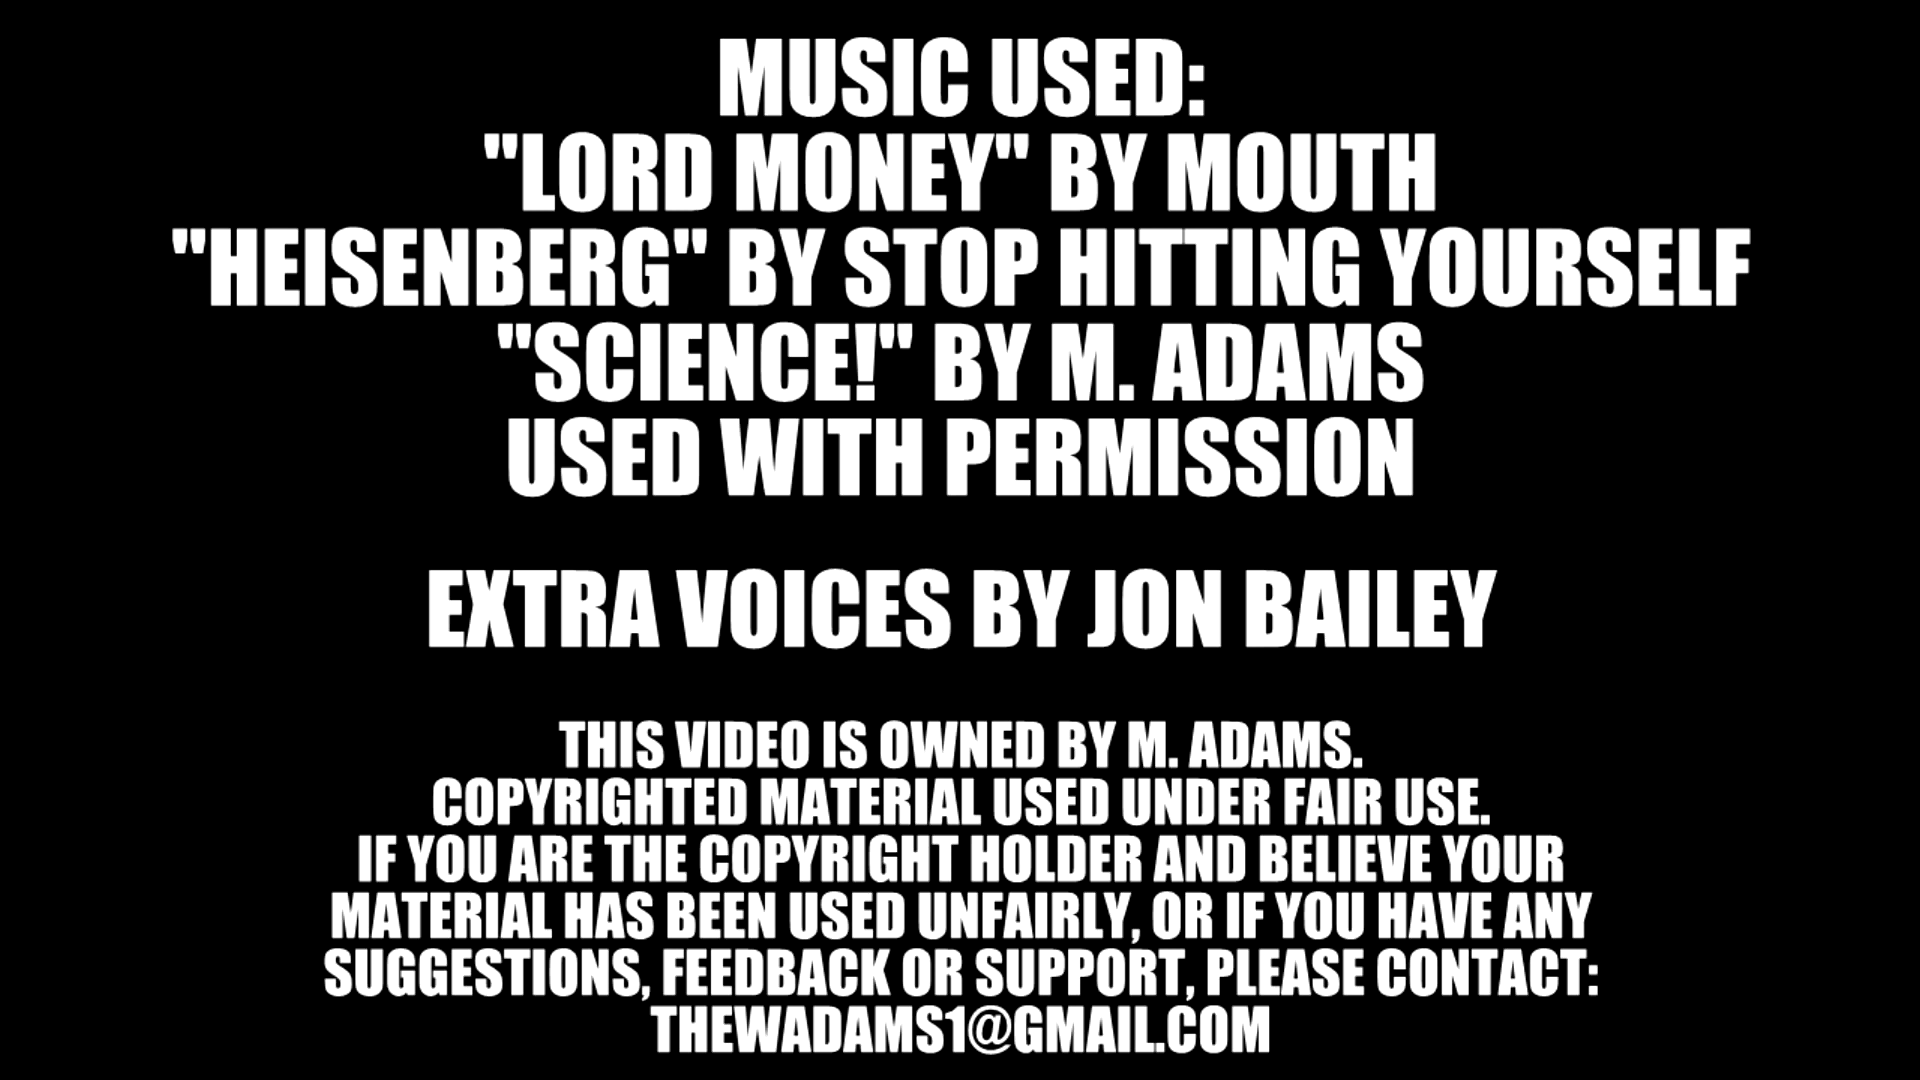 MUSIC USED:
"LORD MONEY" BY MOUTH
"HEISENBERG" BY STOP HITTING YOURSELF
"SCIENCE!" BY M. ADAMS
USED WITH PERMISSION
EXTRA VOICES BY JON BAILEY
THIS VIDEO IS OWNED BY M. ADAMS.
COPYRIGHTED MATERIAL USED UNDER FAIR USE.
IF YOU ARE THE COPYRIGHT HOLDER AND BELIEVE YOUR
MATERIAL HAS BEEN USED UNFAIRLY, OR IF YOU HAVE ANY
SUGGESTIONS, FEEDBACK OR SUPPORT, PLEASE CONTACT:
THEWADAMS1@GMAIL.COM